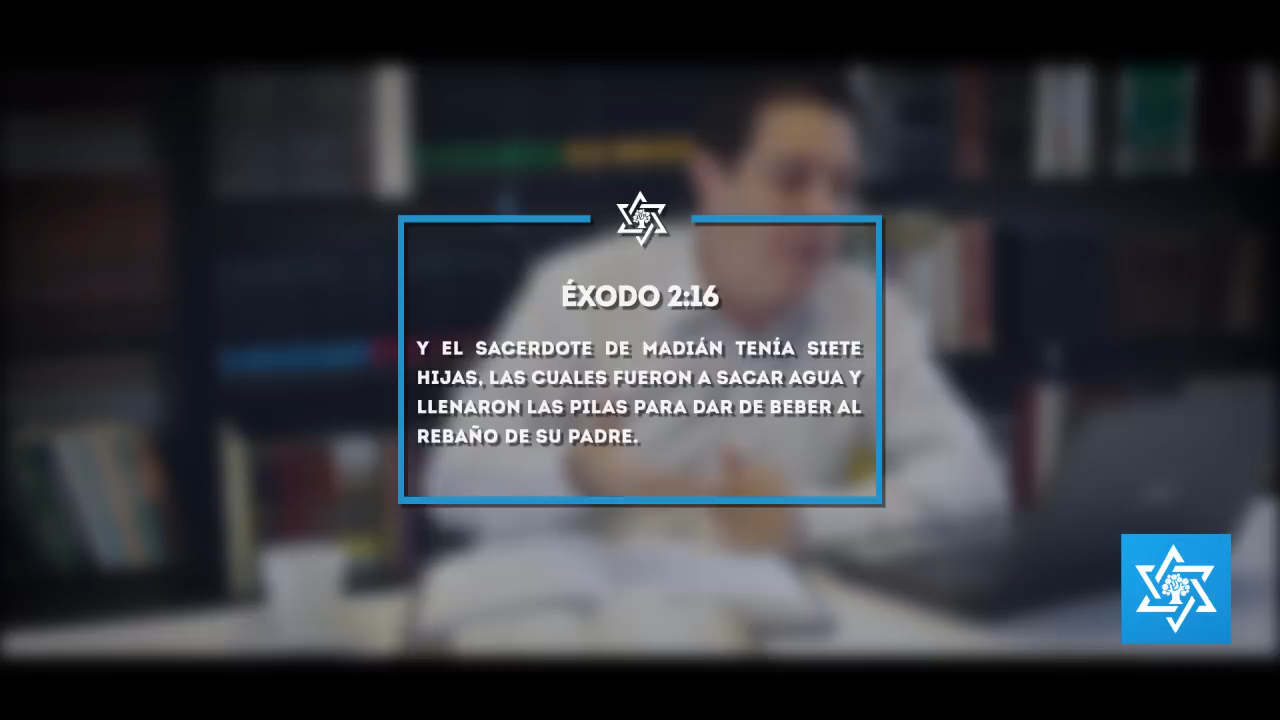 ÉXODO 2:16
Y EL SACERDOTE DE MADIÁN TENÍA SIETE
HIJAS, LAS CUALES FUERON A SACAR AGUA Y
LLENARON LAS PILAS PARA DAR DE BEBER AL
REBAÑO DE SU PADRE.